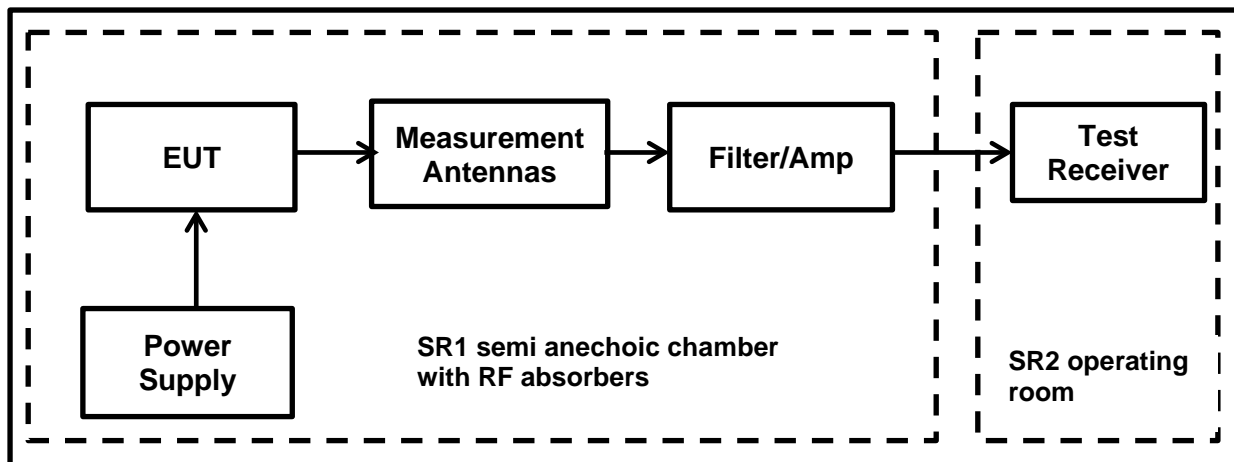 EUT
Measurement
Antennas
Filter/Amp
Test
Receiver
Power
Supply
SR1 semi anechoic chamber
with RF absorbers
SR2 operating
room